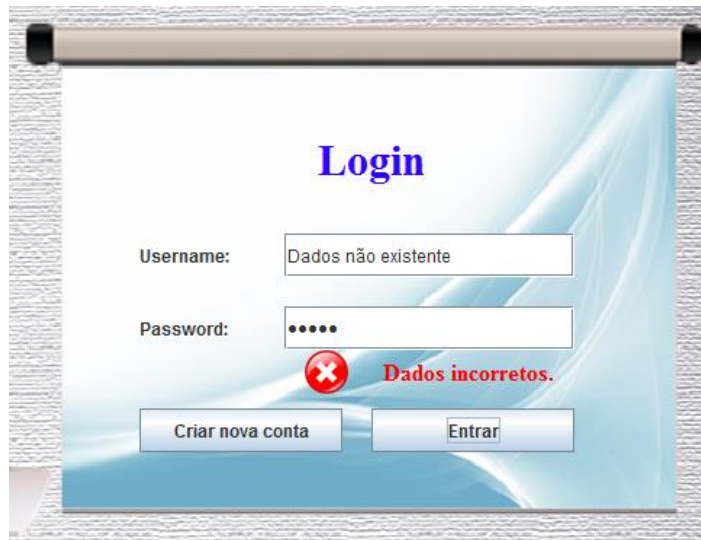 Login
Username: Dados não existente
Password: •••••
Dados incorretos.
Criar nova conta Entrar